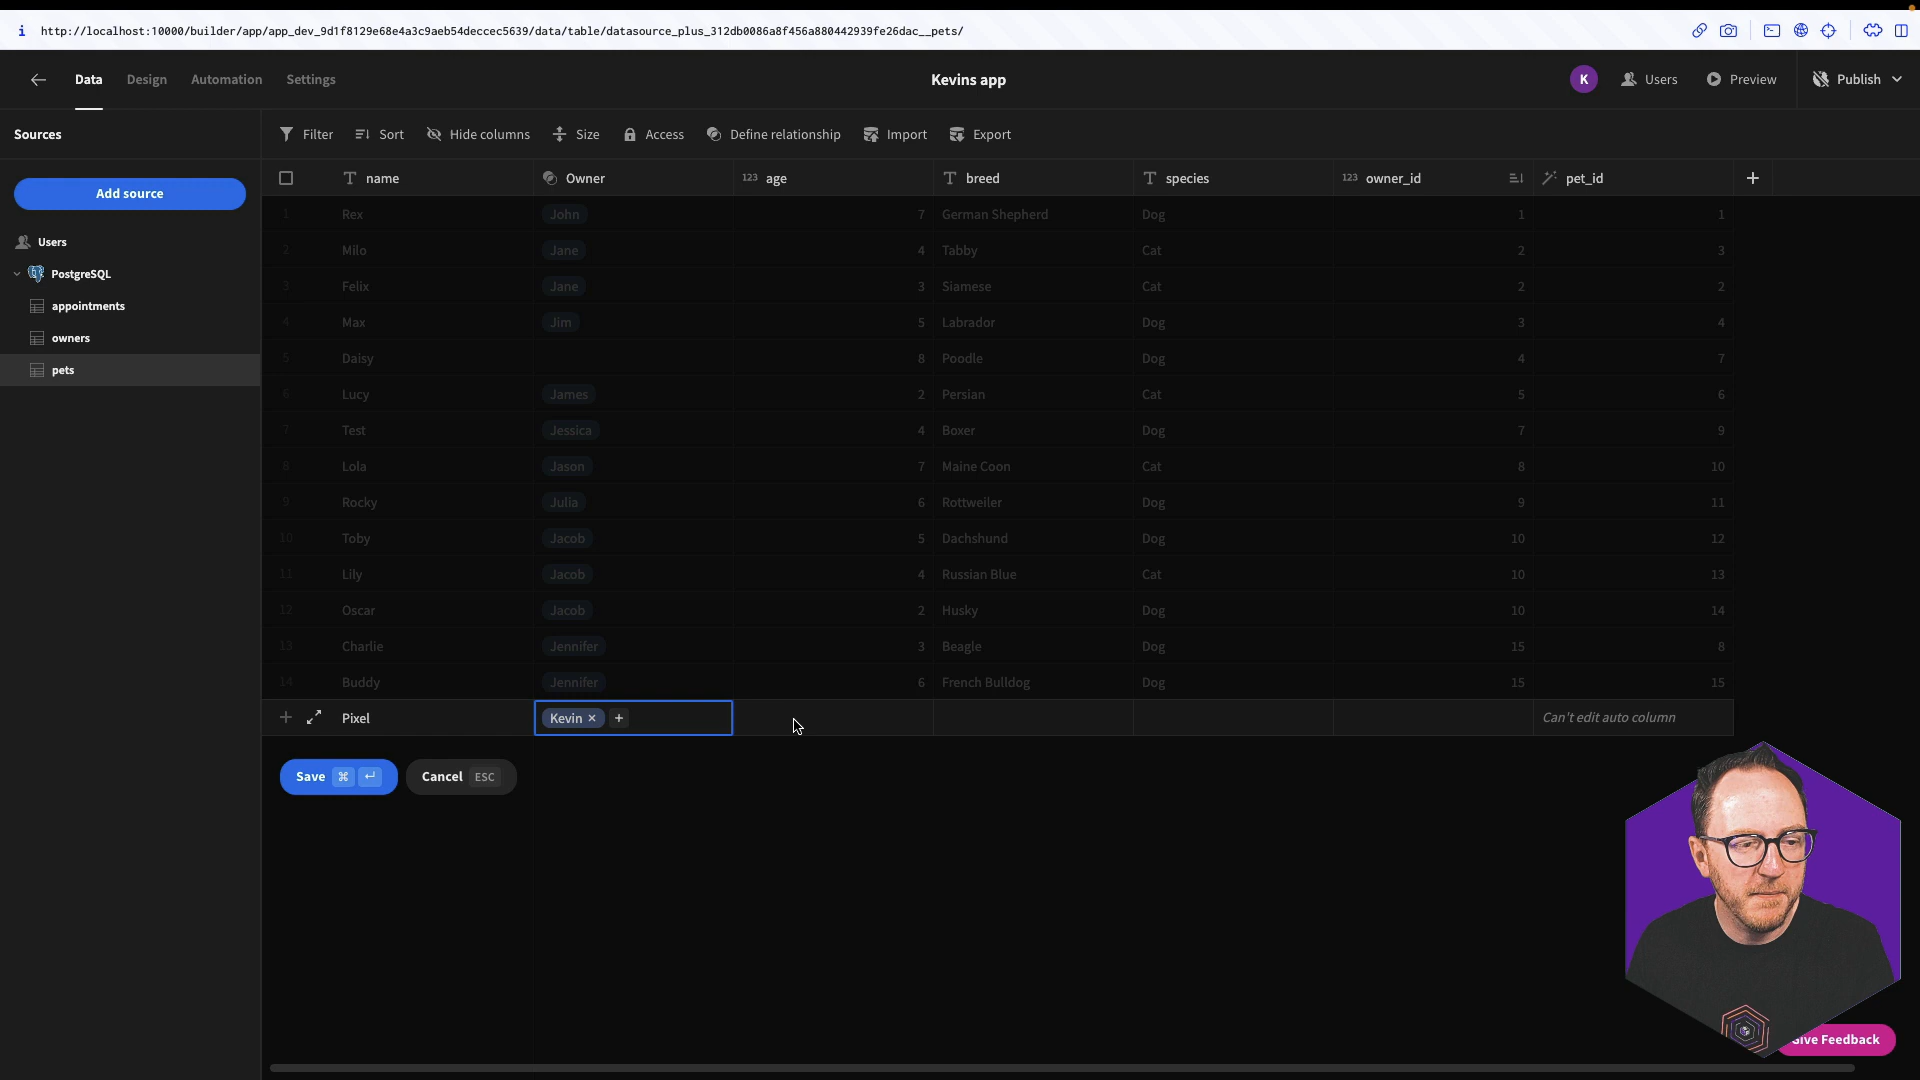 http://localhost:10000/builder/app/app_dev_9d1f8129e68e4a3c9aeb54deccec5639/data/table/datasource_plus_312db0086a8f456a880442939fe26dac__pets/
Data Design Automation Settings
Kevins app
K Users Preview Publish
Sources
Add source
Users
PostgreSQL
appointments
owners
pets
Filter Sort Hide columns Size Access Define relationship Import Export
name Owner 123 age breed species 123 owner_id pet_id
1 Rex John 7 German Shepherd Dog 1 1
2 Milo Jane 4 Tabby Cat 2 3
3 Felix Jane 3 Siamese Cat 2 2
4 Max Jim 5 Labrador Dog 3 4
5 Daisy 8 Poodle Dog 4 7
6 Lucy James 2 Persian Cat 5 6
7 Test Jessica 4 Boxer Dog 7 9
8 Lola Jason 7 Maine Coon Cat 8 10
9 Rocky Julia 6 Rottweiler Dog 9 11
10 Toby Jacob 5 Dachshund Dog 10 12
11 Lily Jacob 4 Russian Blue Cat 10 13
12 Oscar Jacob 2 Husky Dog 10 14
13 Charlie Jennifer 3 Beagle Dog 15 8
14 Buddy Jennifer 6 French Bulldog Dog 15 15
Pixel Kevin Can't edit auto column
Save ⌘ ↵ Cancel ESC
Give Feedback